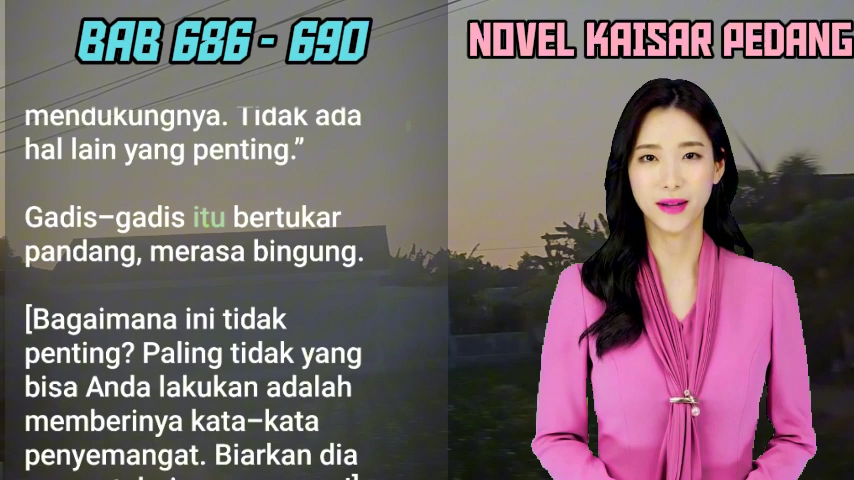 BAB 686 - 690
NOVEL KAISAR PEDANG
mendukungnya. Tidak ada
hal lain yang penting.”
Gadis–gadis itu bertukar
pandang, merasa bingung.
[Bagaimana ini tidak
penting? Paling tidak yang
bisa Anda lakukan adalah
memberinya kata–kata
penyemangat. Biarkan dia